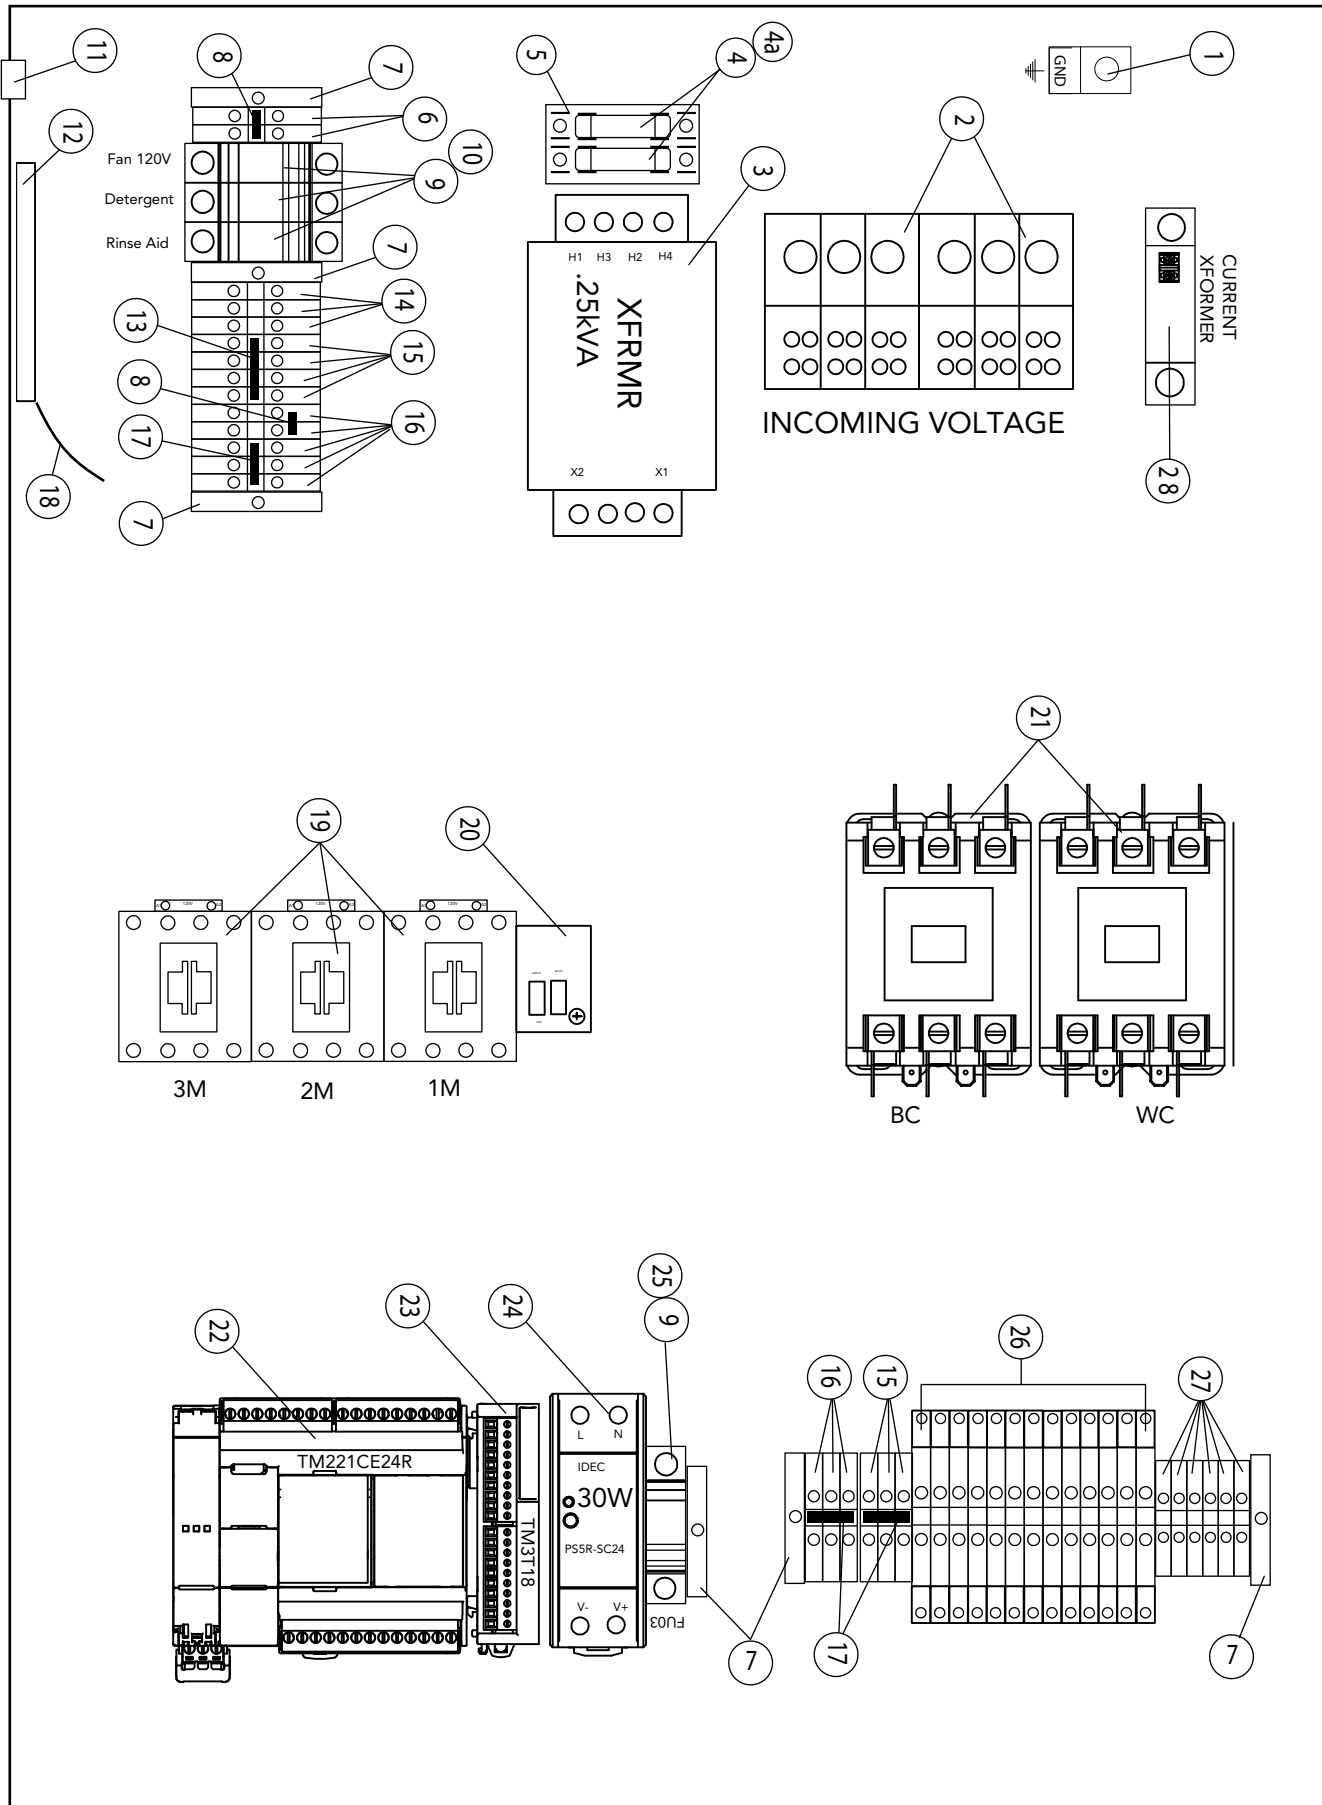 11
8
7
5
4
4a
GND
1
6
2
12
Fan 120V
10
9
3
Detergent
Rinse Aid
7
H1 H3 H2 H4
CURRENT
XFORMER
14
13
.25kVA
XFRMR
15
8
16
INCOMING VOLTAGE
17
18
X2 X1
28
7
21
19
20
120V
120V
120V
3M
2M
1M
BC
WC
25
23
24
9
22
26
16
15
27
L N
TM221CE24R
IDEC
30W
TM3T18
PS5R-SC24
V- V+
FU03
17
7
7